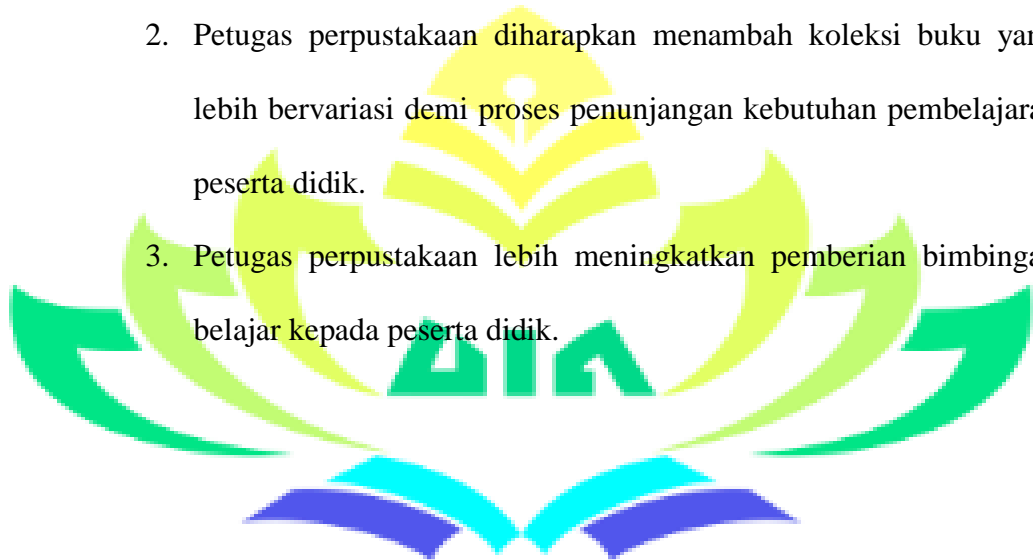 2. Petugas perpustakaan diharapkan menambah koleksi buku yan
lebih bervariasi demi proses penunjangan kebutuhan pembelajara
peserta didik.
3. Petugas perpustakaan lebih meningkatkan pemberian bimbinga
belajar kepada peserta didik.